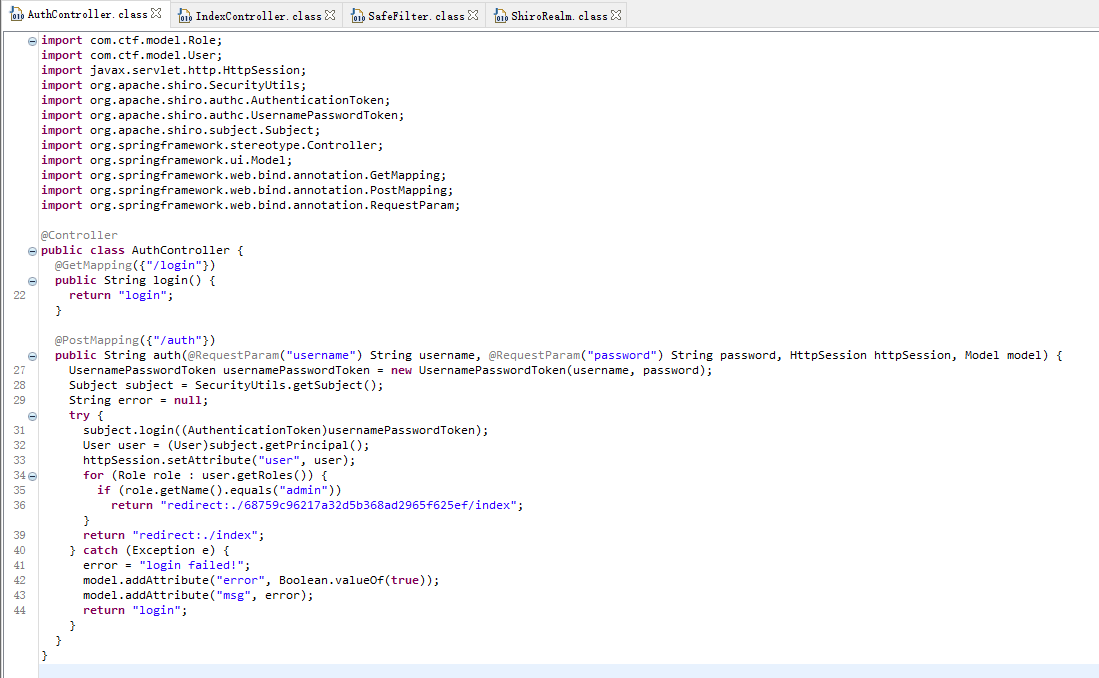 AuthController.class IndexController.class SafeFilter.class ShiroRealm.class
import com.ctf.model.Role;
import com.ctf.model.User;
import javax.servlet.http.HttpSession;
import org.apache.shiro.SecurityUtils;
import org.apache.shiro.authc.AuthenticationToken;
import org.apache.shiro.authc.UsernamePasswordToken;
import org.apache.shiro.subject.Subject;
import org.springframework.stereotype.Controller;
import org.springframework.ui.Model;
import org.springframework.web.bind.annotation.GetMapping;
import org.springframework.web.bind.annotation.PostMapping;
import org.springframework.web.bind.annotation.RequestParam;
@Controller
public class AuthController {
@GetMapping({"/login"})
public String login() {
22 return "login";
}
@PostMapping({"/auth"})
public String auth(@RequestParam("username") String username, @RequestParam("password") String password, HttpSession httpSession, Model model) {
27 UsernamePasswordToken usernamePasswordToken = new UsernamePasswordToken(username, password);
28 Subject subject = SecurityUtils.getSubject();
29 String error = null;
try {
31 subject.login((AuthenticationToken)usernamePasswordToken);
32 User user = (User)subject.getPrincipal();
33 httpSession.setAttribute("user", user);
34 for (Role role : user.getRoles()) {
35 if (role.getName().equals("admin"))
36 return "redirect:./68759c96217a32d5b368ad2965f625ef/index";
}
39 return "redirect:./index";
40 } catch (Exception e) {
41 error = "login failed!";
42 model.addAttribute("error", Boolean.valueOf(true));
43 model.addAttribute("msg", error);
44 return "login";
}
}
}